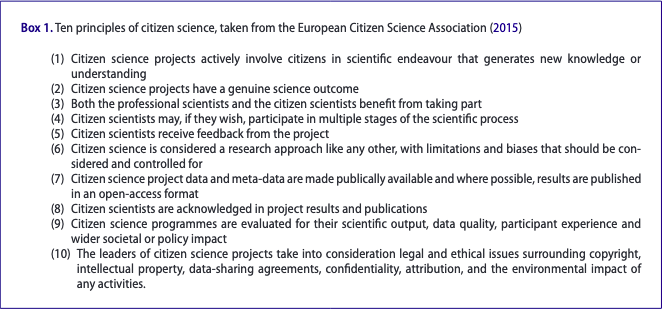 Box 1. Ten principles of citizen science, taken from the European Citizen Science Association (2015)
(1) Citizen science projects actively involve citizens in scientific endeavour that generates new knowledge or
understanding
(2) Citizen science projects have a genuine science outcome
(3) Both the professional scientists and the citizen scientists benefit from taking part
(4) Citizen scientists may, if they wish, participate in multiple stages of the scientific process
(5) Citizen scientists receive feedback from the project
(6) Citizen science is considered a research approach like any other, with limitations and biases that should be con-
sidered and controlled for
(7) Citizen science project data and meta-data are made publically available and where possible, results are published
in an open-access format
(8) Citizen scientists are acknowledged in project results and publications
(9) Citizen science programmes are evaluated for their scientific output, data quality, participant experience and
wider societal or policy impact
(10) The leaders of citizen science projects take into consideration legal and ethical issues surrounding copyright,
intellectual property, data-sharing agreements, confidentiality, attribution, and the environmental impact of
any activities.